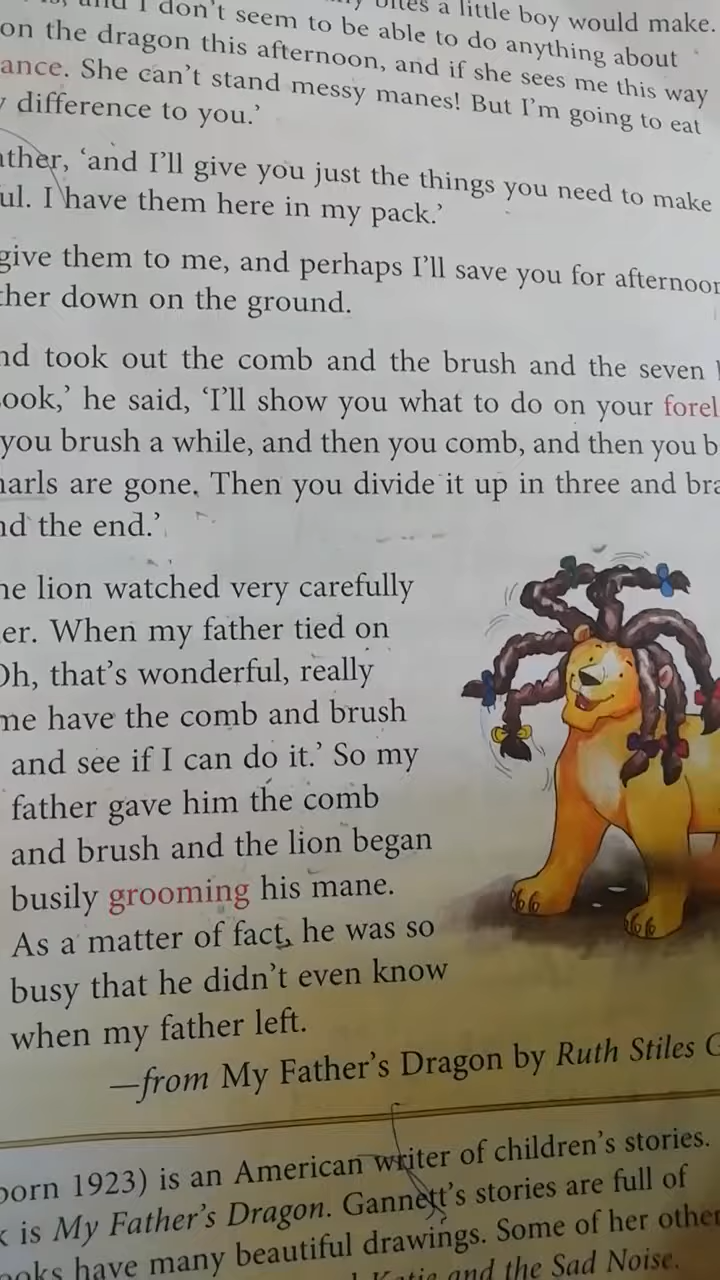 I don't seem to be able to do anything about
a little boy would make.
on the dragon this afternoon, and if she sees me this way
ance. She can't stand messy manes! But I'm going to eat
difference to you.'
ther, 'and I'll give you just the things you need to make
ul. I have them here in my pack.'
give them to me, and perhaps I'll save you for afternoon
ther down on the ground.
nd took out the comb and the brush and the seven
ook,' he said, 'I'll show you what to do on your forel
you brush a while, and then you comb, and then you b
narls are gone. Then you divide it up in three and bra
nd the end.'
he lion watched very carefully
er. When my father tied on
Oh, that's wonderful, really
me have the comb and brush
and see if I can do it.' So my
father gave him the comb
and brush and the lion began
busily grooming his mane.
As a matter of fact, he was so
busy that he didn't even know
when my father left.
—from My Father's Dragon by Ruth Stiles G
born 1923) is an American writer of children's stories.
k is My Father's Dragon. Gannett's stories are full of
ooks have many beautiful drawings. Some of her other
Katie and the Sad Noise.